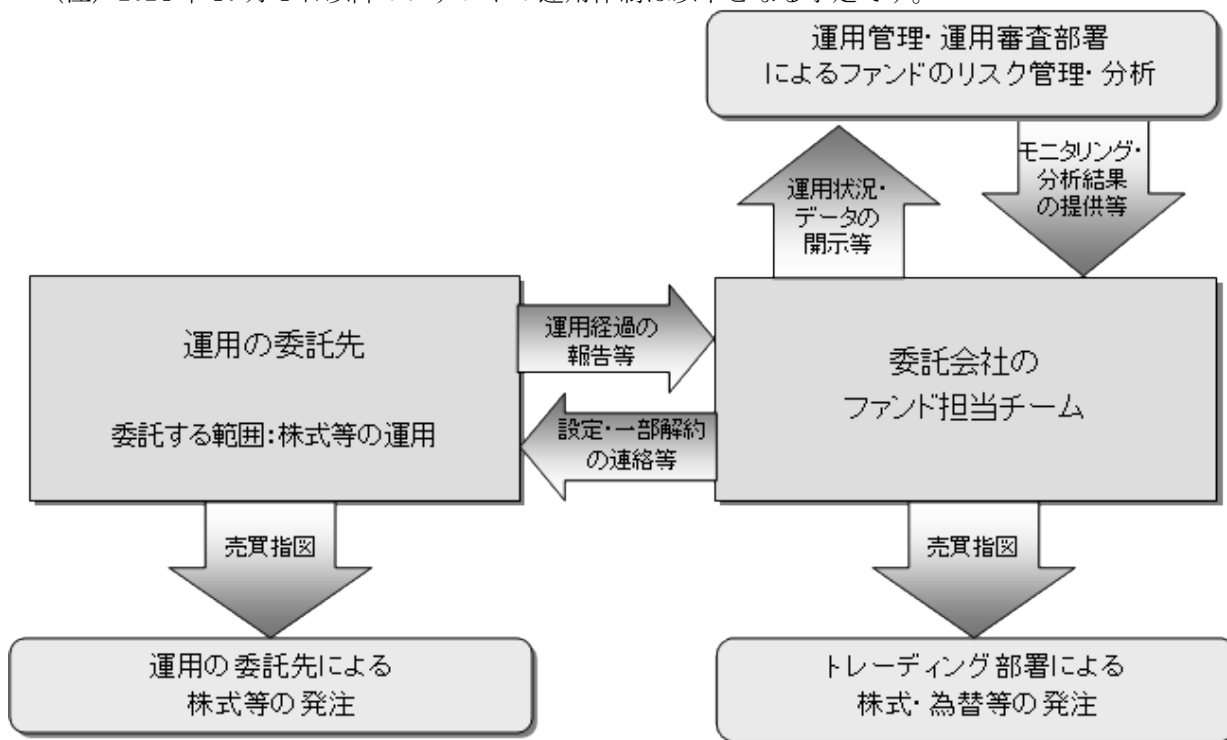 運用管理・運用審査部署
によるファンドのリスク管理・分析
運用状況・
データの
開示等
モニタリング・
分析結果
の提供等
運用の委託先
委託する範囲:株式等の運用
運用経過の
報告等
設定・一部解約
の連絡等
委託会社の
ファンド担当チーム
売買指図
売買指図
運用の委託先による
株式等の発注
トレーディング部署による
株式・為替等の発注